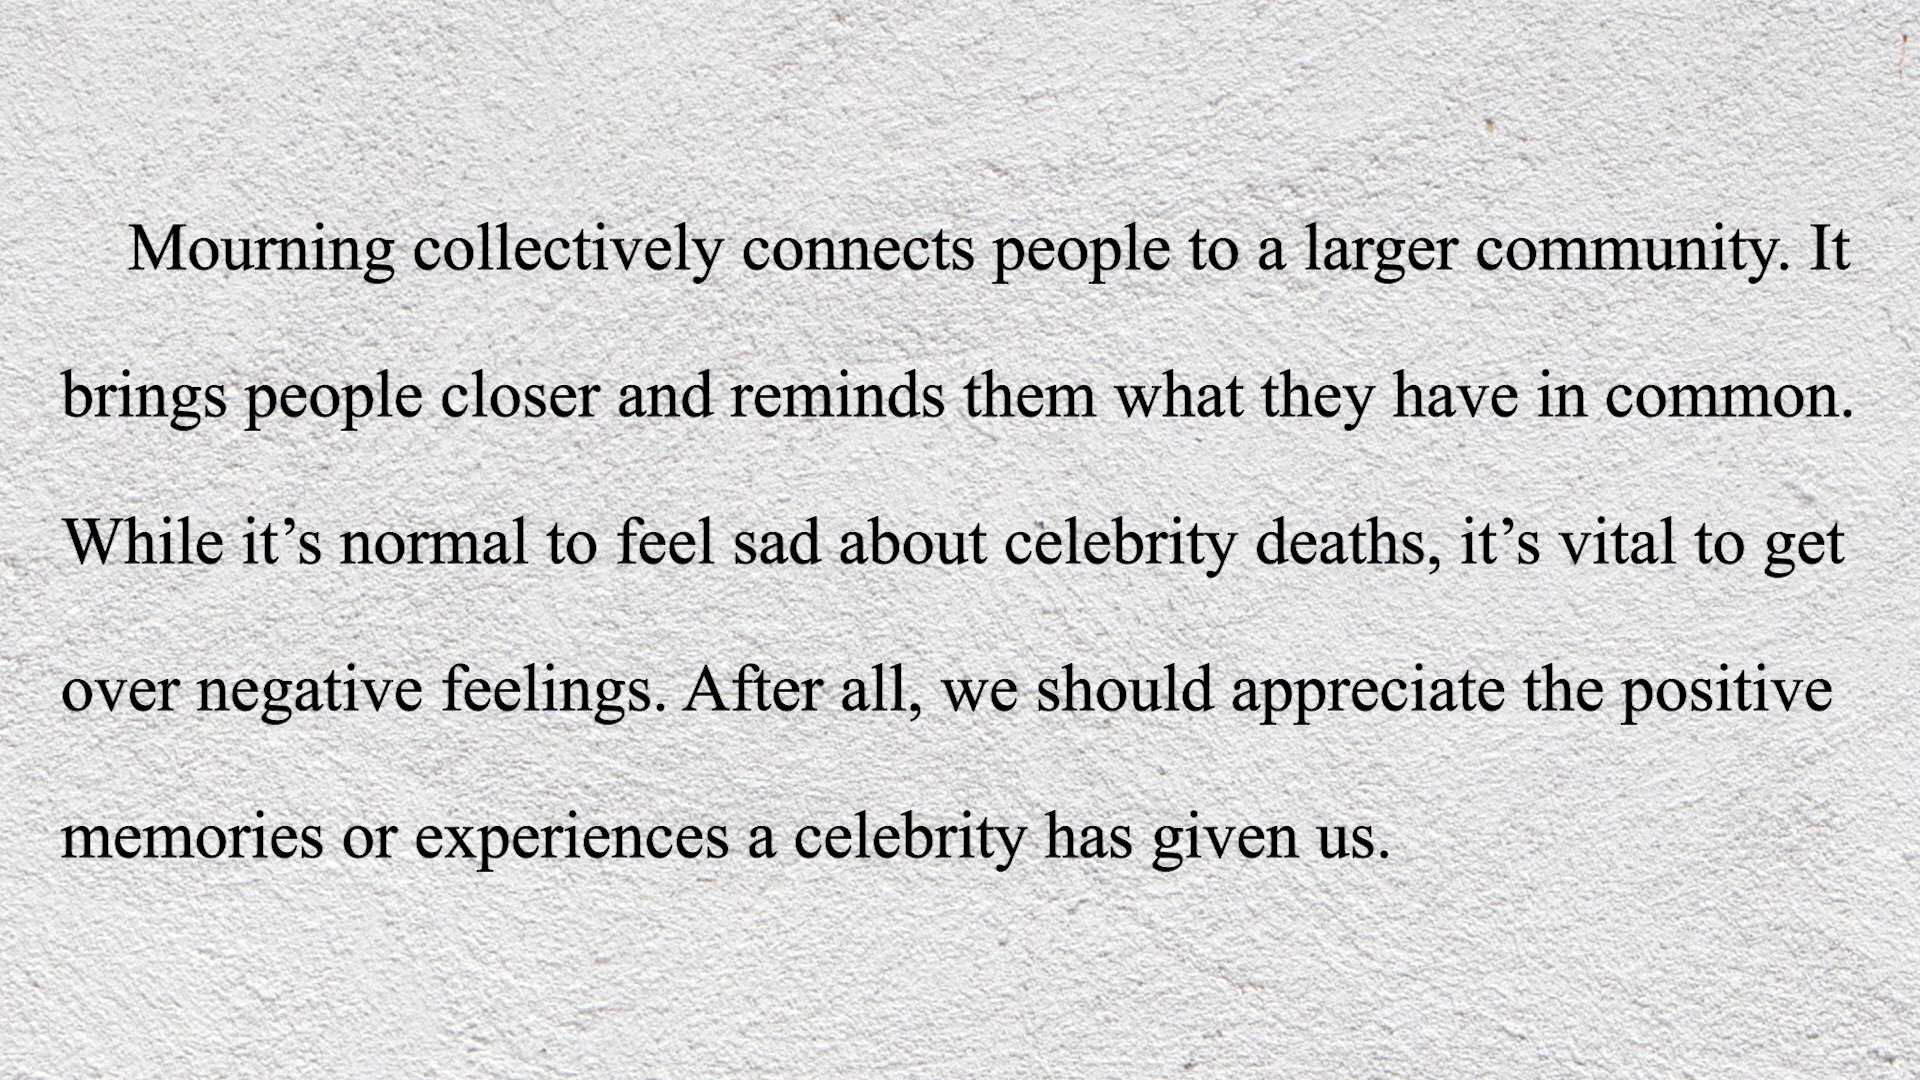 Mourning collectively connects people to a larger community. It
brings people closer and reminds them what they have in common.
While it’s normal to feel sad about celebrity deaths, it’s vital to get
over negative feelings. After all, we should appreciate the positive
memories or experiences a celebrity has given us.